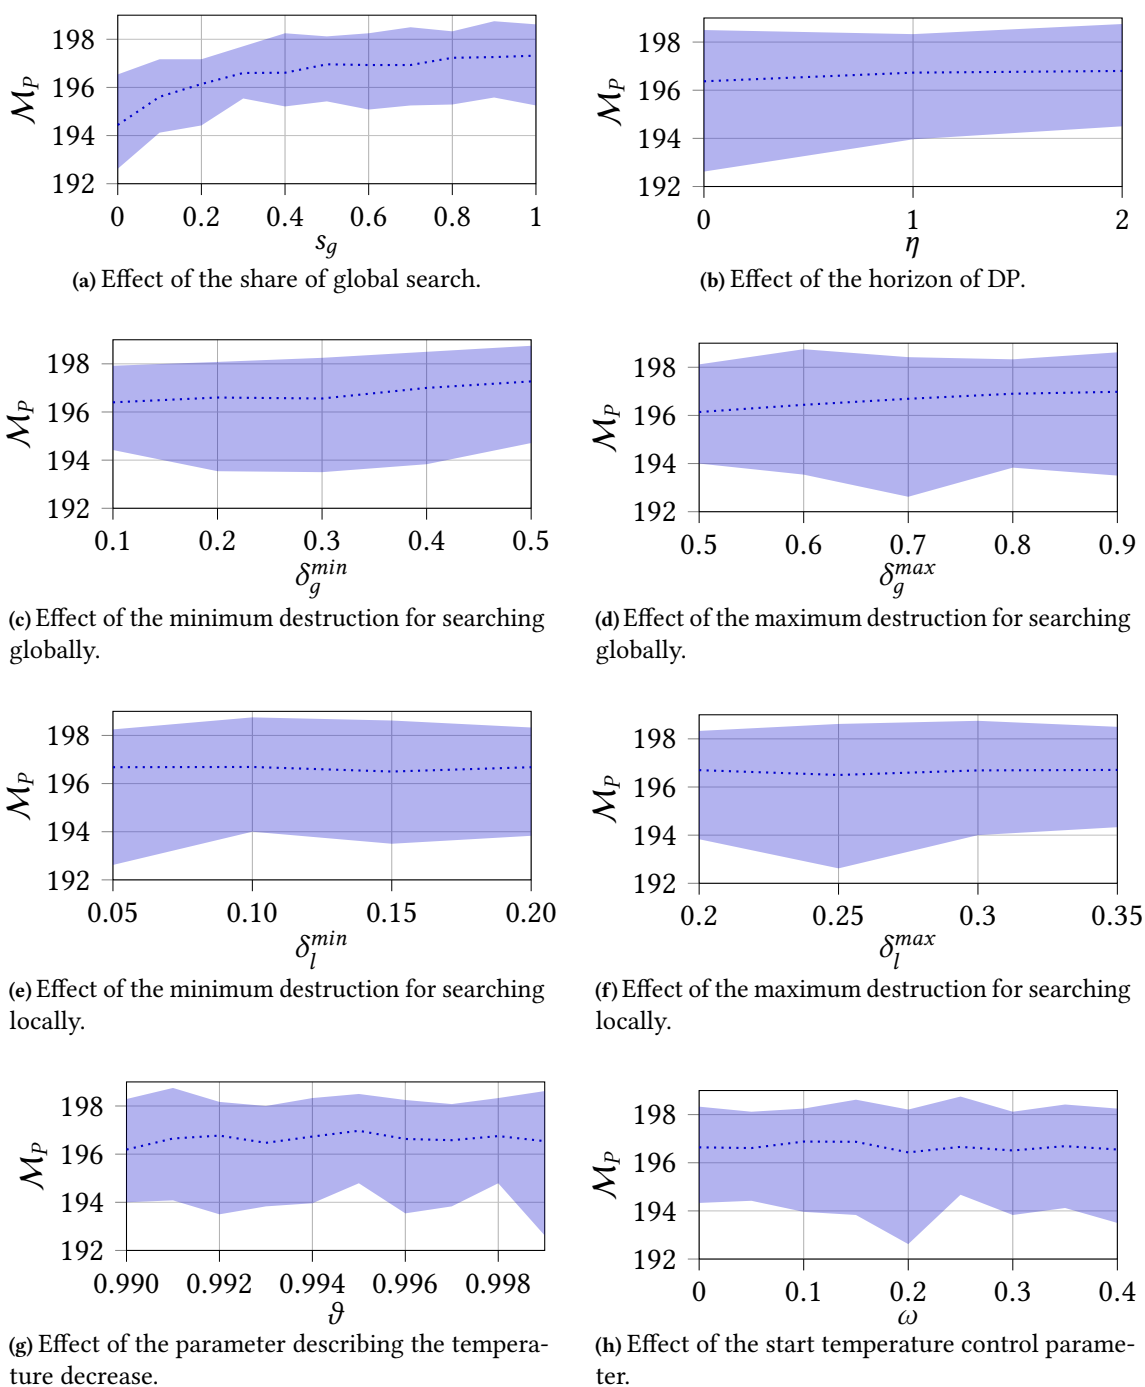 198
196
194
192
M_P
0 0.2 0.4 0.6 0.8 1
s_g
(a) Effect of the share of global search.
198
196
194
192
M_P
0 1 2
η
(b) Effect of the horizon of DP.
198
196
194
192
M_P
0.1 0.2 0.3 0.4 0.5
δ_g^min
(c) Effect of the minimum destruction for searching
globally.
198
196
194
192
M_P
0.5 0.6 0.7 0.8 0.9
δ_g^max
(d) Effect of the maximum destruction for searching
globally.
198
196
194
192
M_P
0.05 0.10 0.15 0.20
δ_l^min
(e) Effect of the minimum destruction for searching
locally.
198
196
194
192
M_P
0.2 0.25 0.3 0.35
δ_l^max
(f) Effect of the maximum destruction for searching
locally.
198
196
194
192
M_P
0.990 0.992 0.994 0.996 0.998
ϑ
(g) Effect of the parameter describing the tempera-
ture decrease.
198
196
194
192
M_P
0 0.1 0.2 0.3 0.4
ω
(h) Effect of the start temperature control parame-
ter.